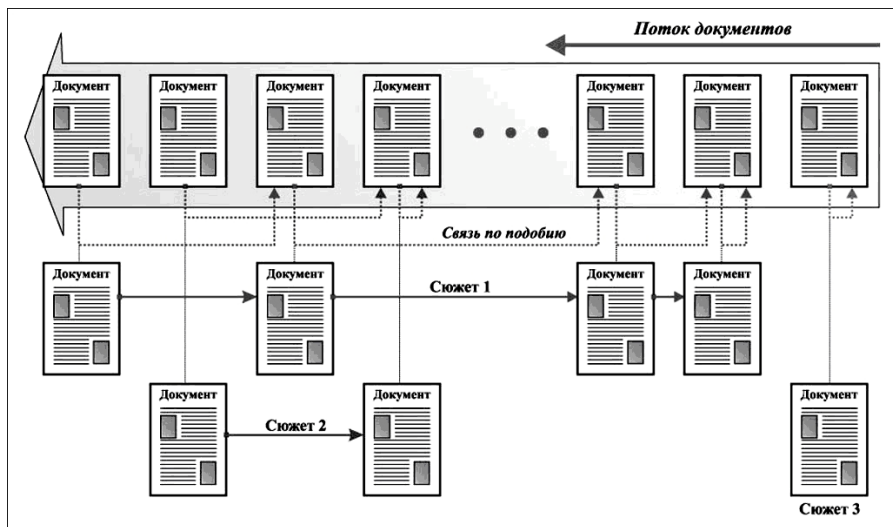 Поток документов
Документ
Документ
Документ
Документ
Документ
Документ
Документ
Связь по подобию
Документ
Документ
Сюжет 1
Документ
Документ
Документ
Сюжет 2
Документ
Документ
Сюжет 3